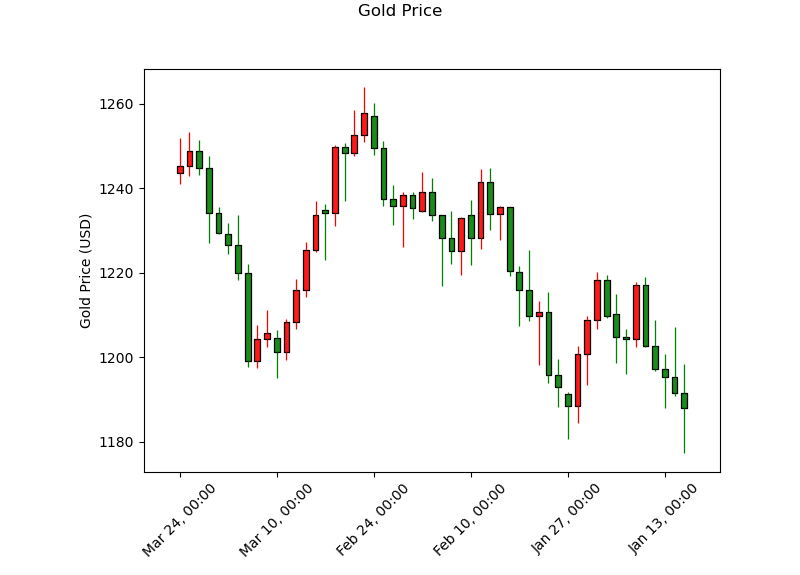 Gold Price
1260
1240
1220
1200
1180
Gold Price (USD)
Mar 24, 00:00
Mar 10, 00:00
Feb 24, 00:00
Feb 10, 00:00
Jan 27, 00:00
Jan 13, 00:00